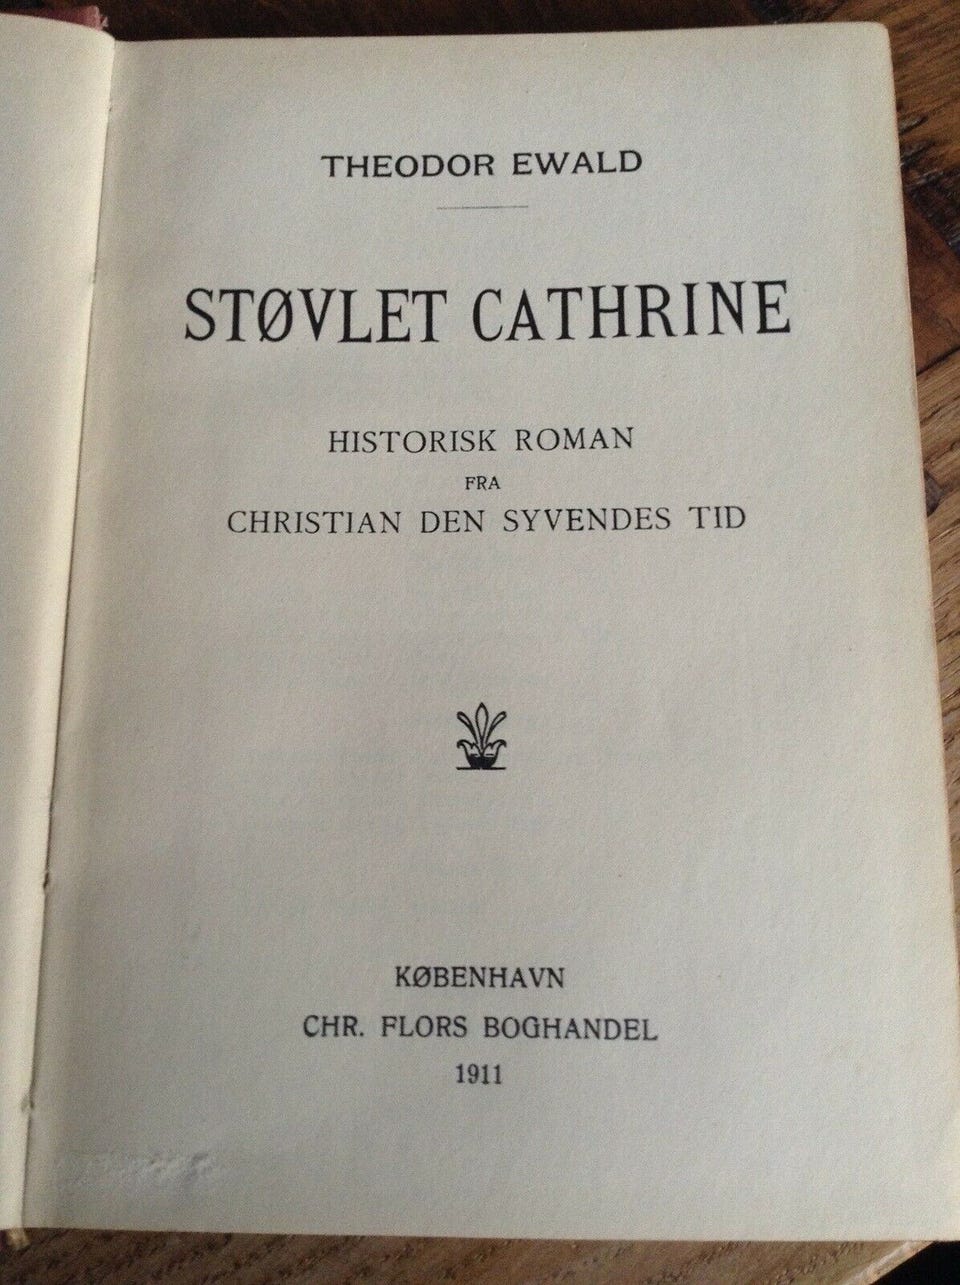 THEODOR EWALD
STØVLET CATHRINE
HISTORISK ROMAN
FRA
CHRISTIAN DEN SYVENDES TID
KØBENHAVN
CHR. FLORS BOGHANDEL
1911